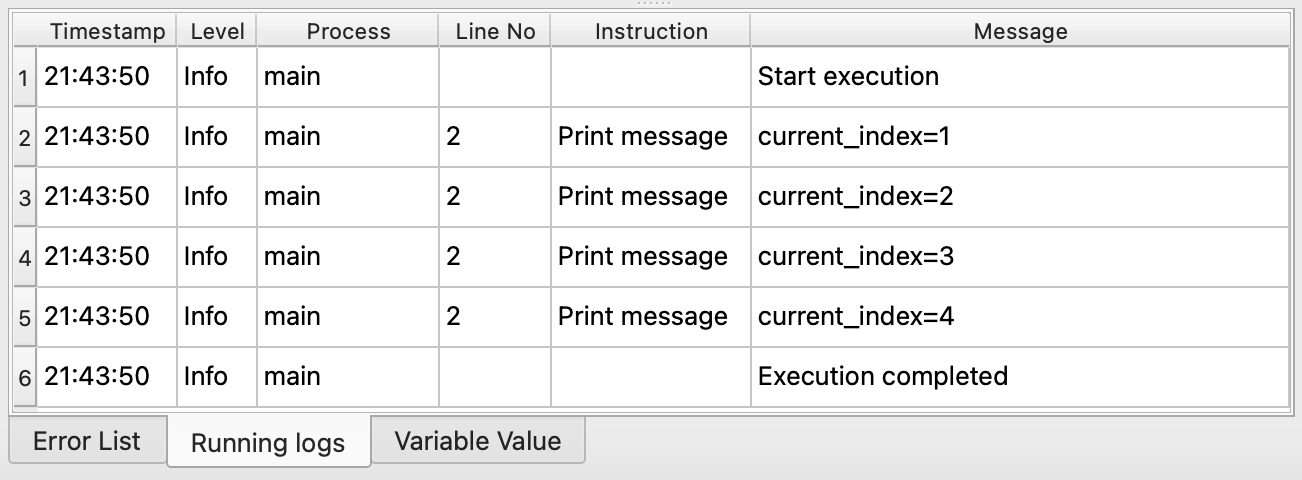 Timestamp Level Process Line No Instruction Message
1 21:43:50 Info main Start execution
2 21:43:50 Info main 2 Print message current_index=1
3 21:43:50 Info main 2 Print message current_index=2
4 21:43:50 Info main 2 Print message current_index=3
5 21:43:50 Info main 2 Print message current_index=4
6 21:43:50 Info main Execution completed
Error List Running logs Variable Value